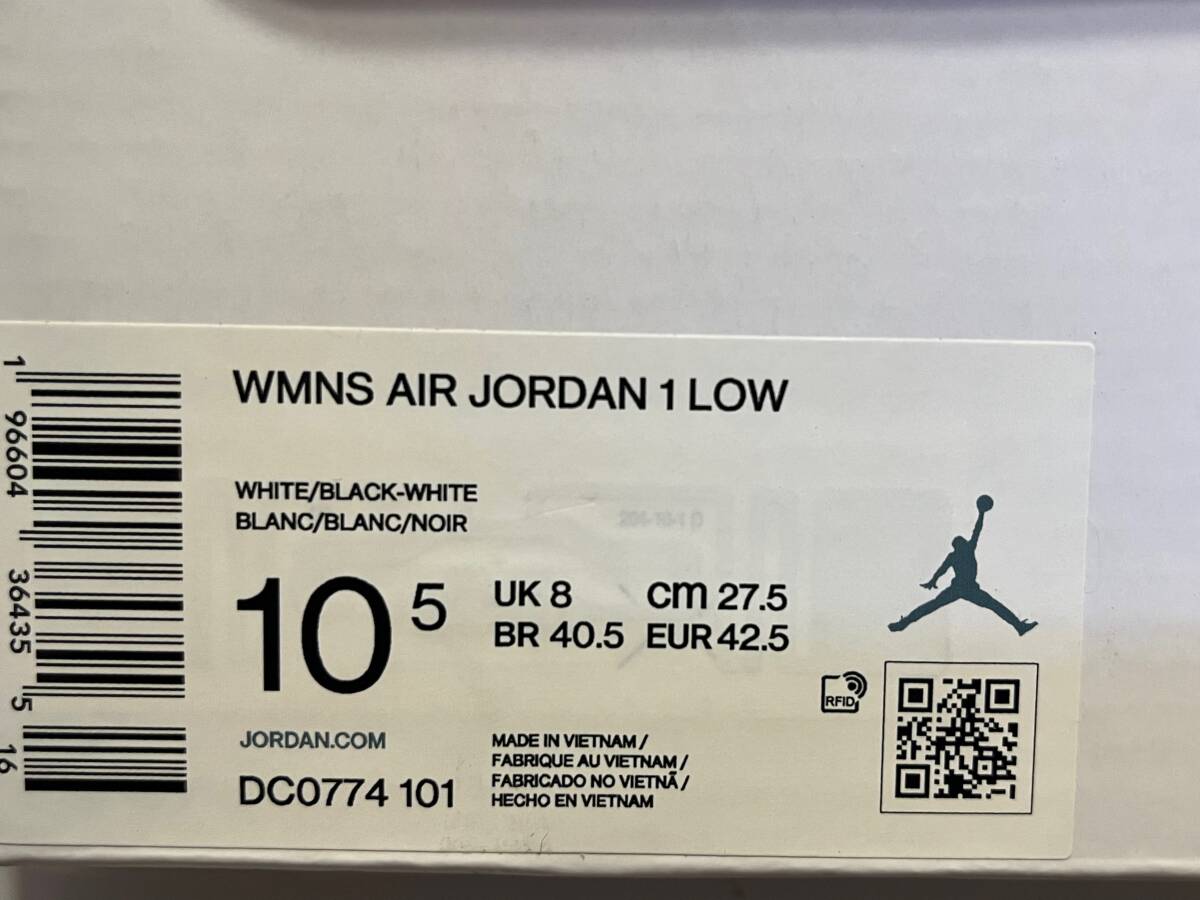 WMNS AIR JORDAN 1 LOW
WHITE/BLACK-WHITE
BLANC/BLANC/NOIR
10 5
UK 8 cm 27.5
BR 40.5 EUR 42.5
RFID
JORDAN.COM
DC0774 101
MADE IN VIETNAM /
FABRIQUE AU VIETNAM /
FABRICADO NO VIETNÃ /
HECHO EN VIETNAM
1 96604 36435 5 16